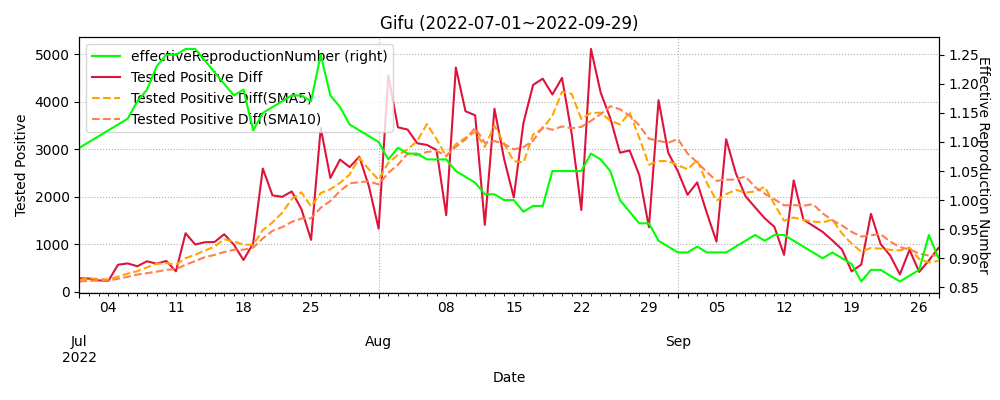 Gifu (2022-07-01~2022-09-29)
effectiveReproductionNumber (right)
Tested Positive Diff
Tested Positive Diff(SMA5)
Tested Positive Diff(SMA10)
Tested Positive
5000
4000
3000
2000
1000
0
Effective Reproduction Number
1.25
1.20
1.15
1.10
1.05
1.00
0.95
0.90
0.85
04 11 18 25 08 15 22 29 05 12 19 26
Jul Aug Sep
2022
Date